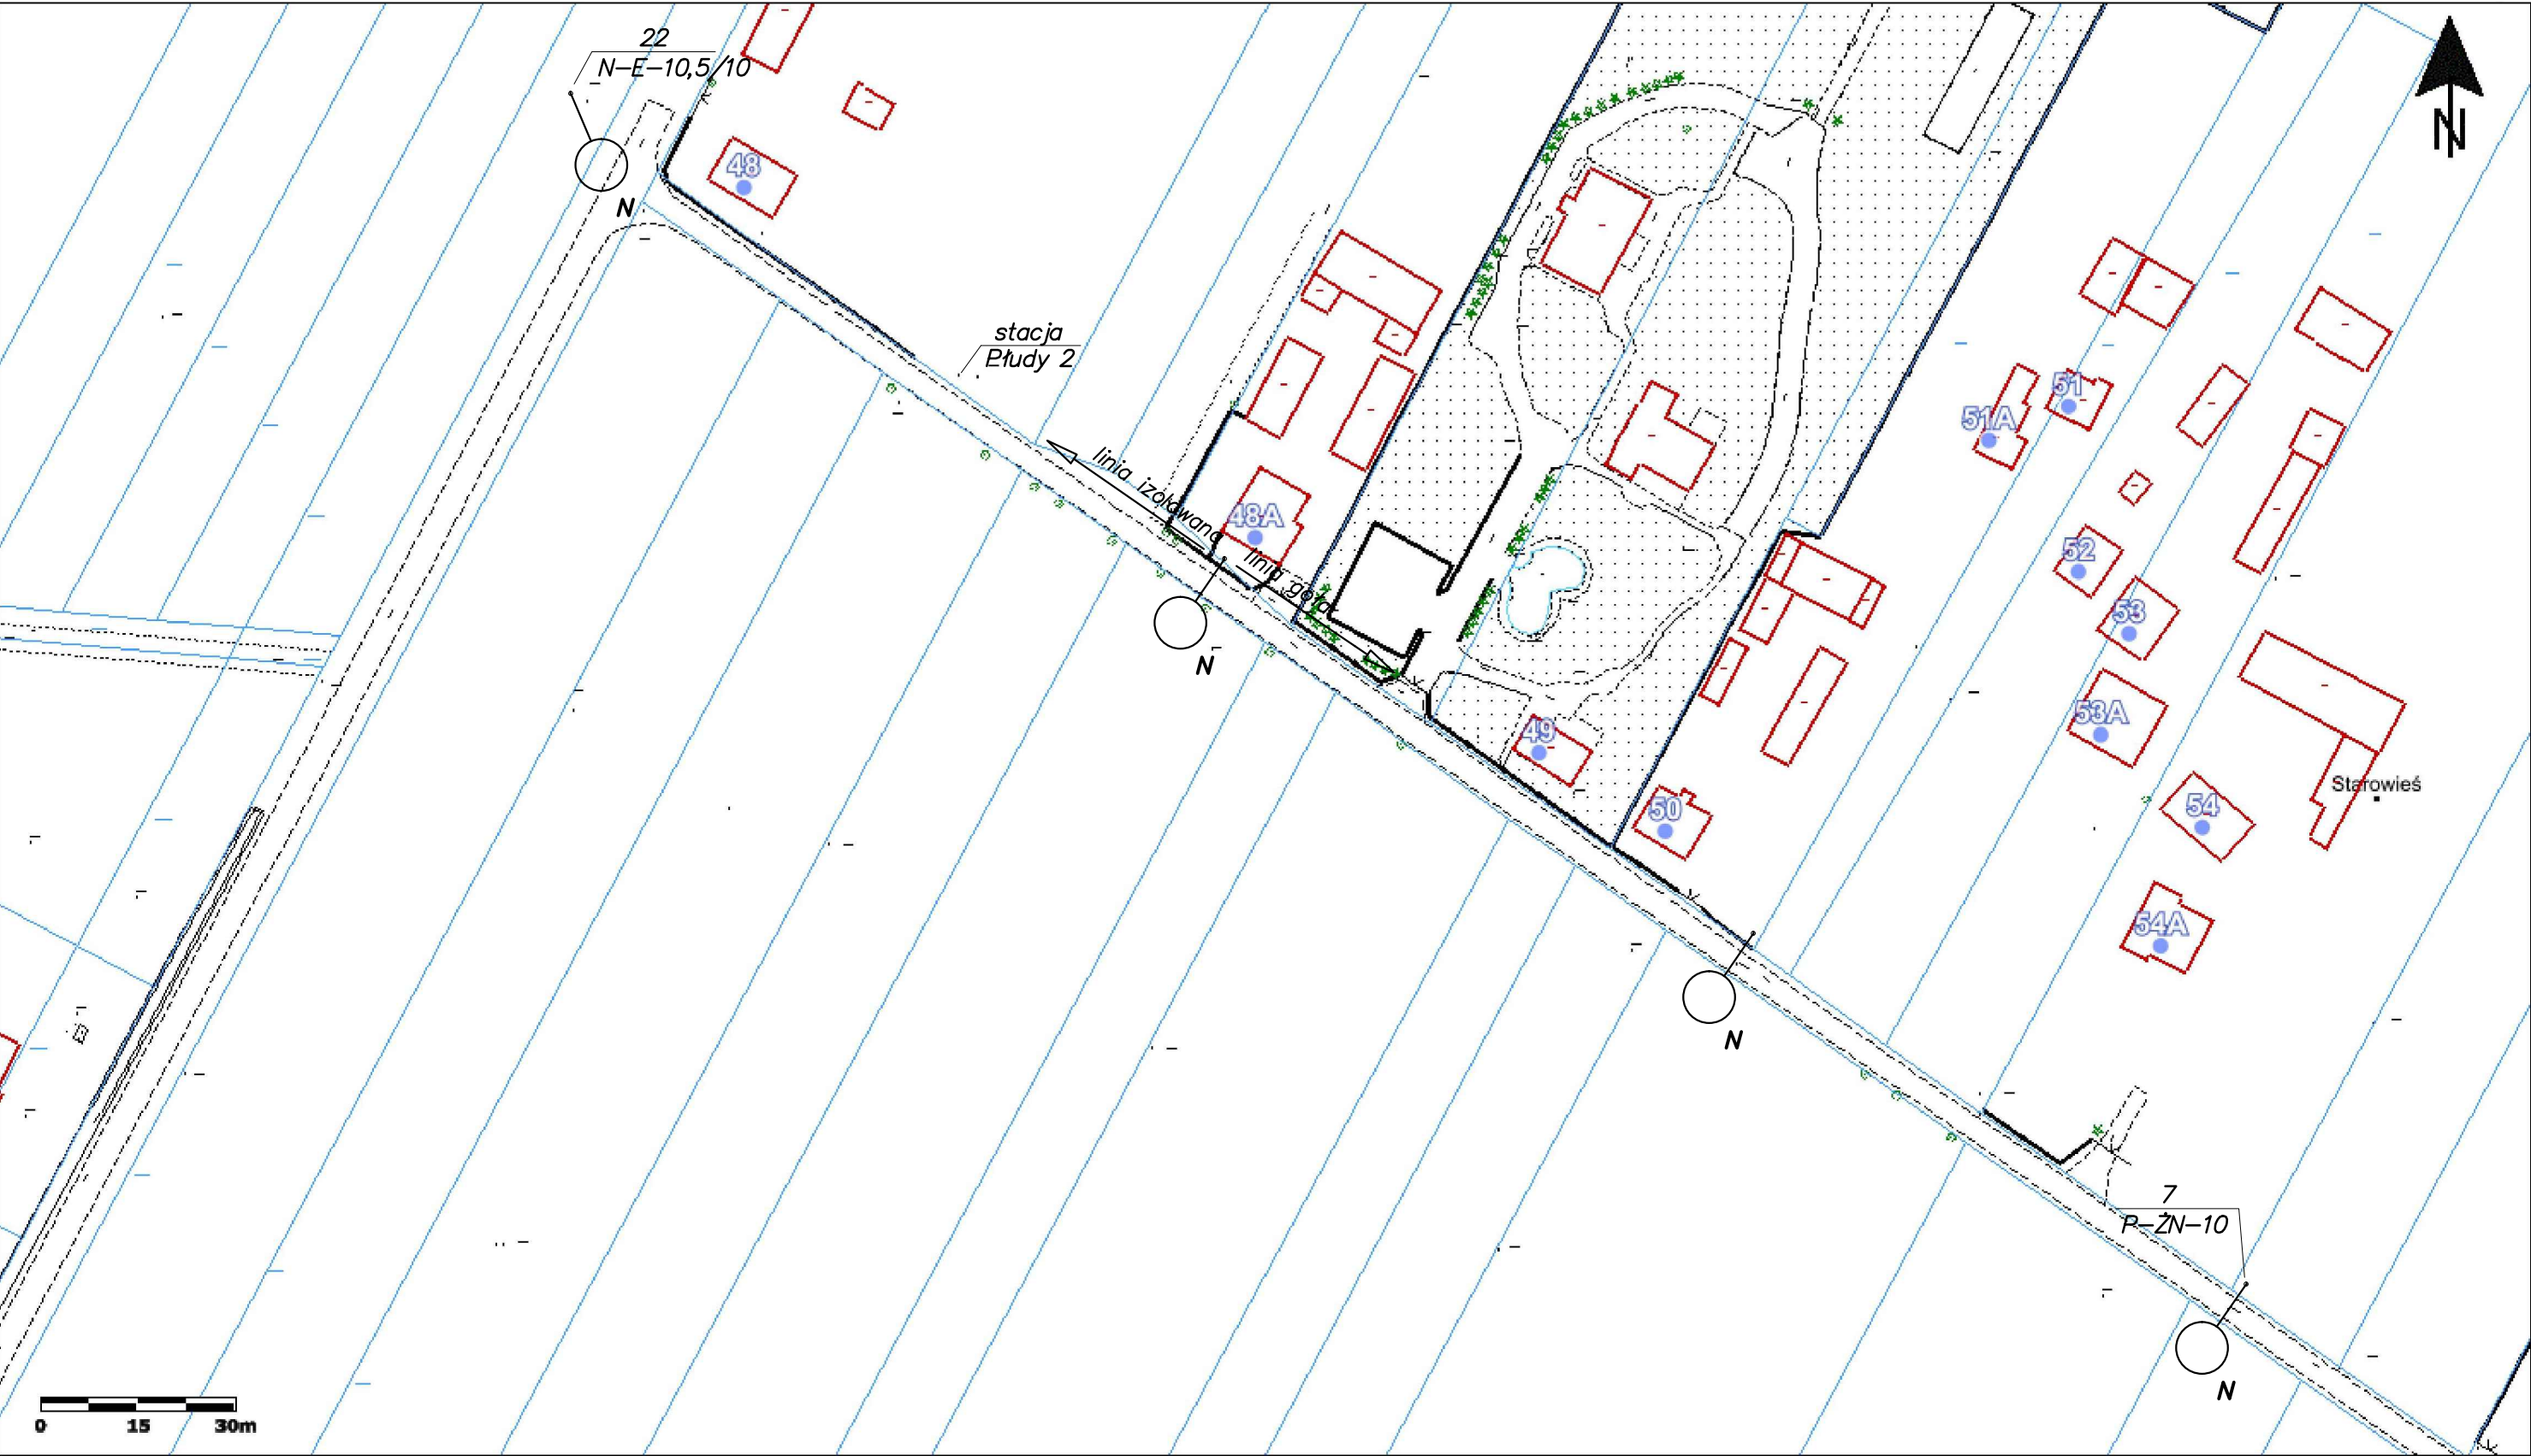 22
N-E-10,5/10
N
48
N
stacja
Płudy 2
51
51A
linia izolowana
48A
52
linia goła
53
N
53A
49
50
Starowieś
54
54A
N
7
P-ŻN-10
N
0 15 30m